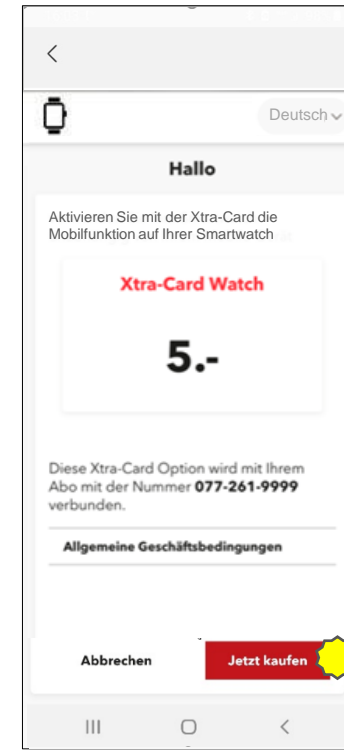 Deutsch
Hallo
Aktivieren Sie mit der Xtra-Card die
Mobilfunktion auf Ihrer Smartwatch
Xtra-Card Watch
5.-
Diese Xtra-Card Option wird mit Ihrem
Abo mit der Nummer 077-261-9999
verbunden.
Allgemeine Geschäftsbedingungen
Abbrechen Jetzt kaufen